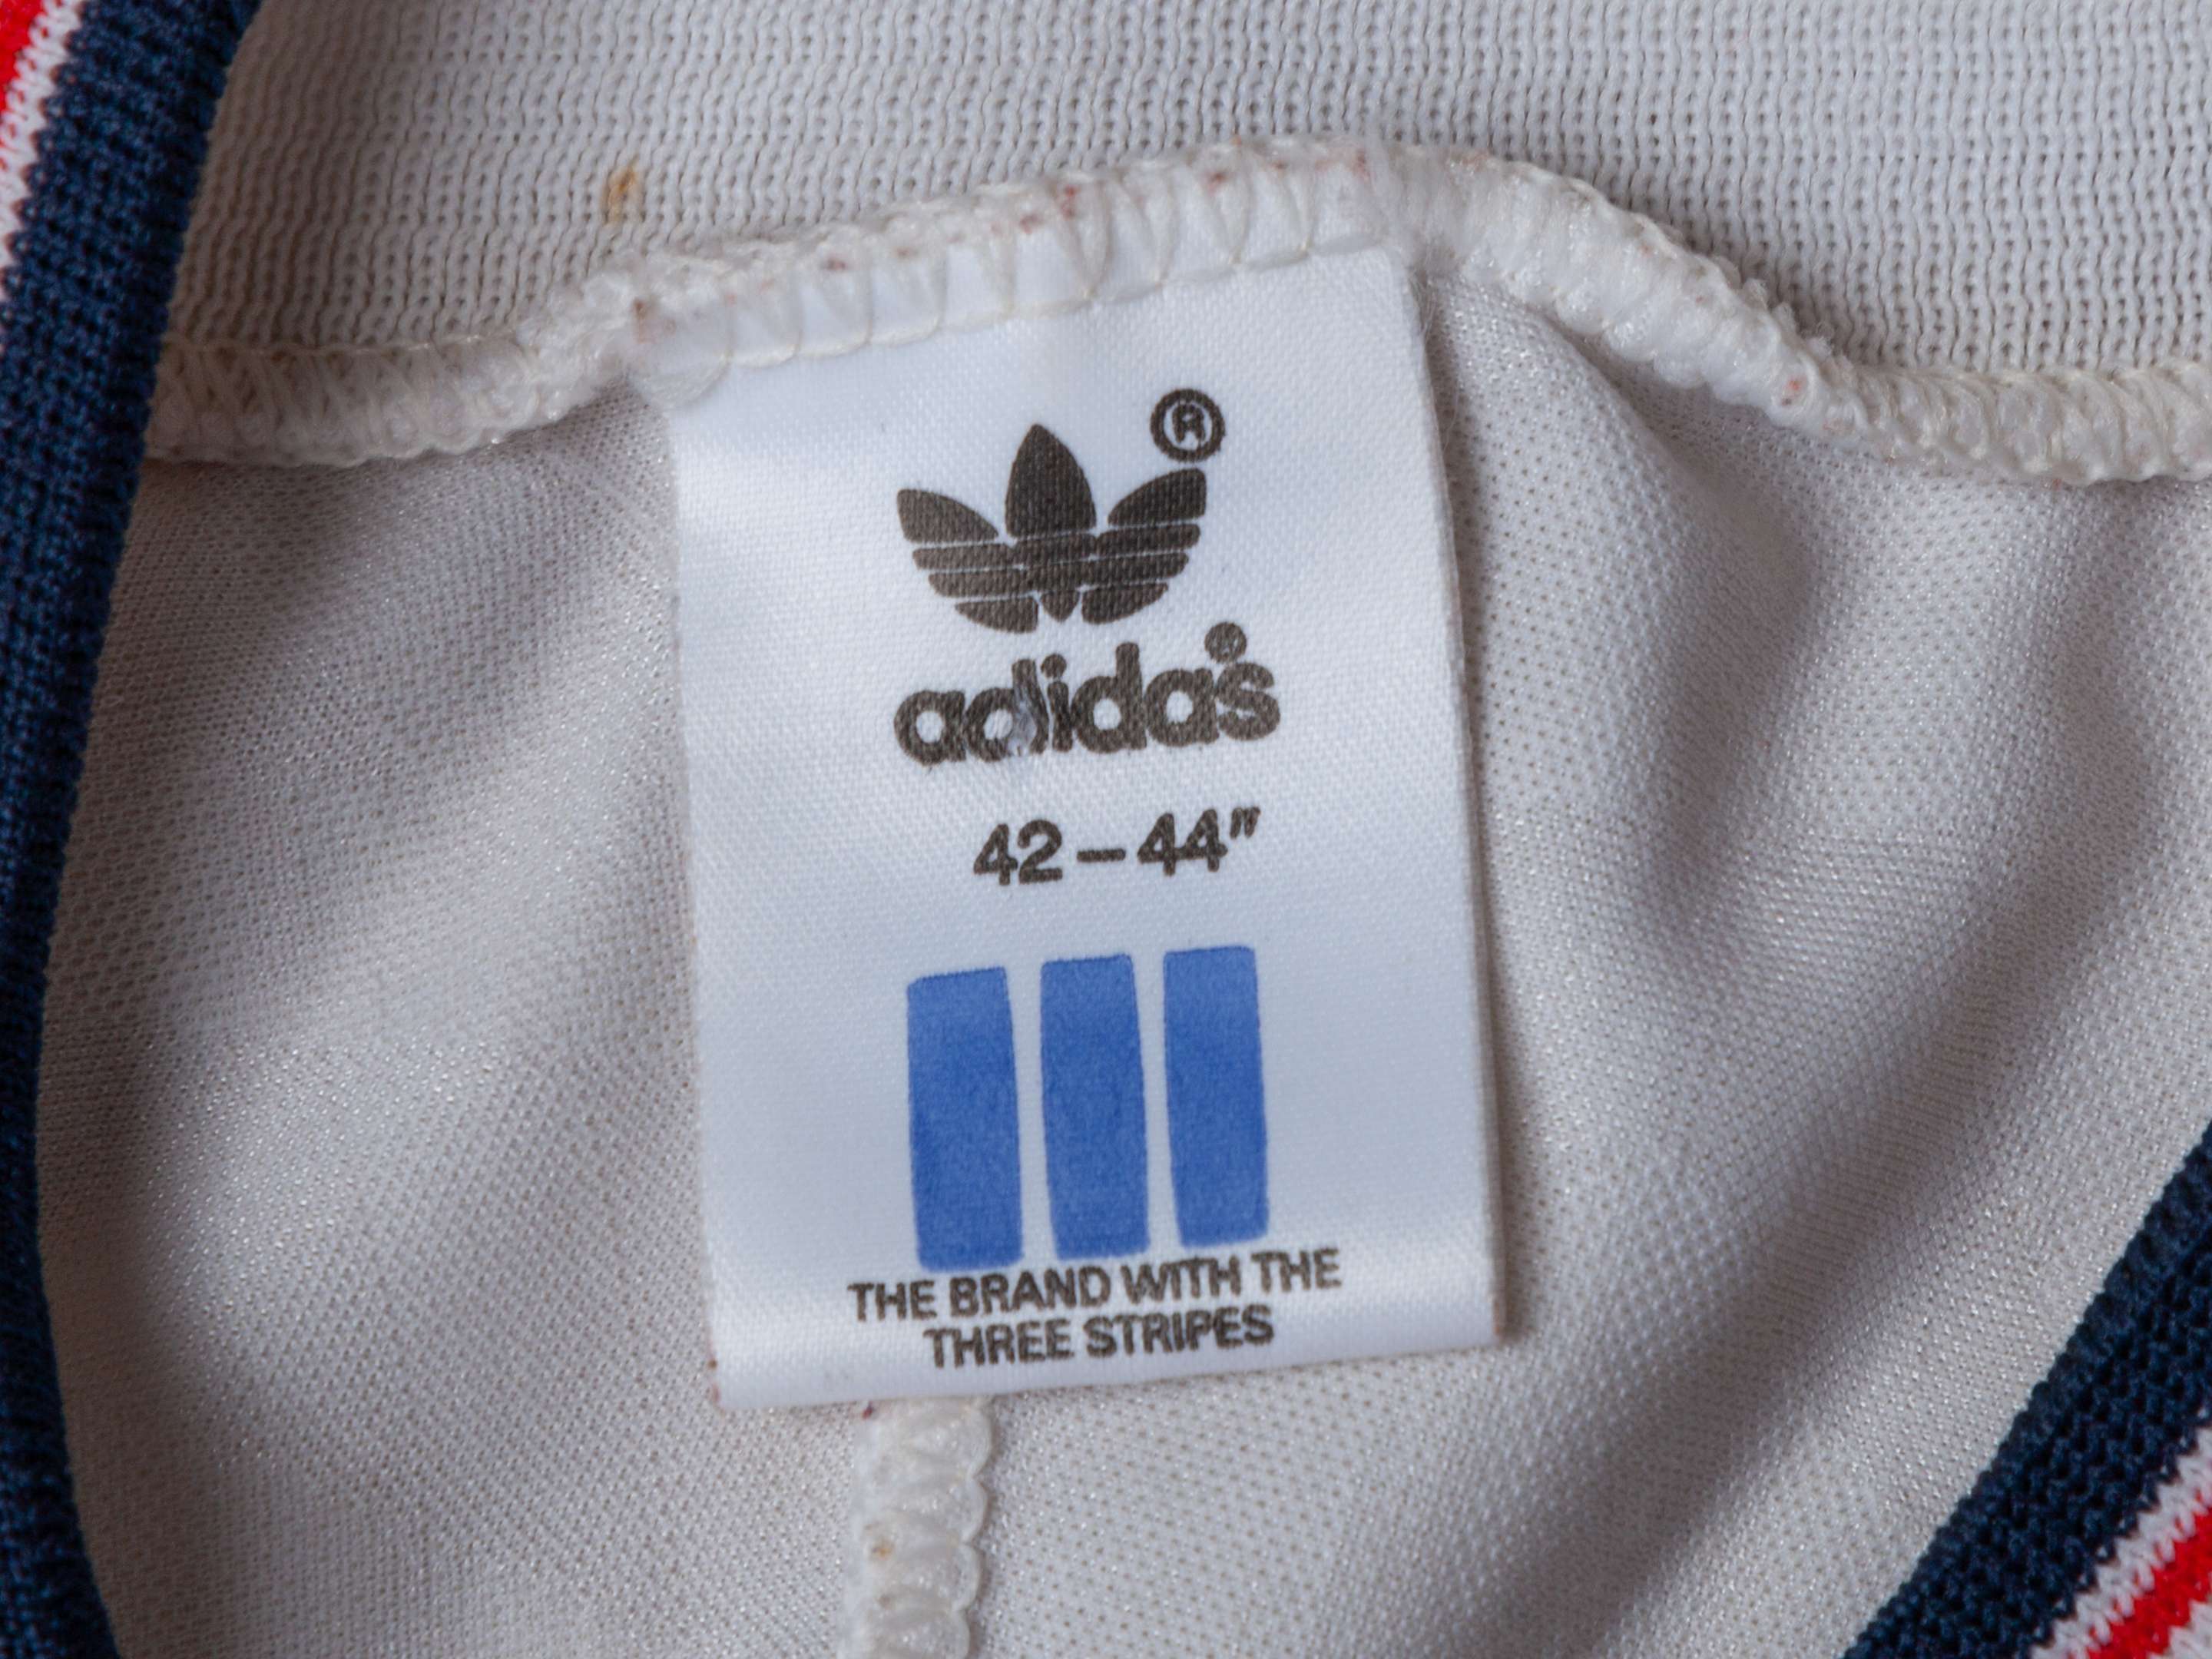 ®
adidas®
42-44"
THE BRAND WITH THE
THREE STRIPES